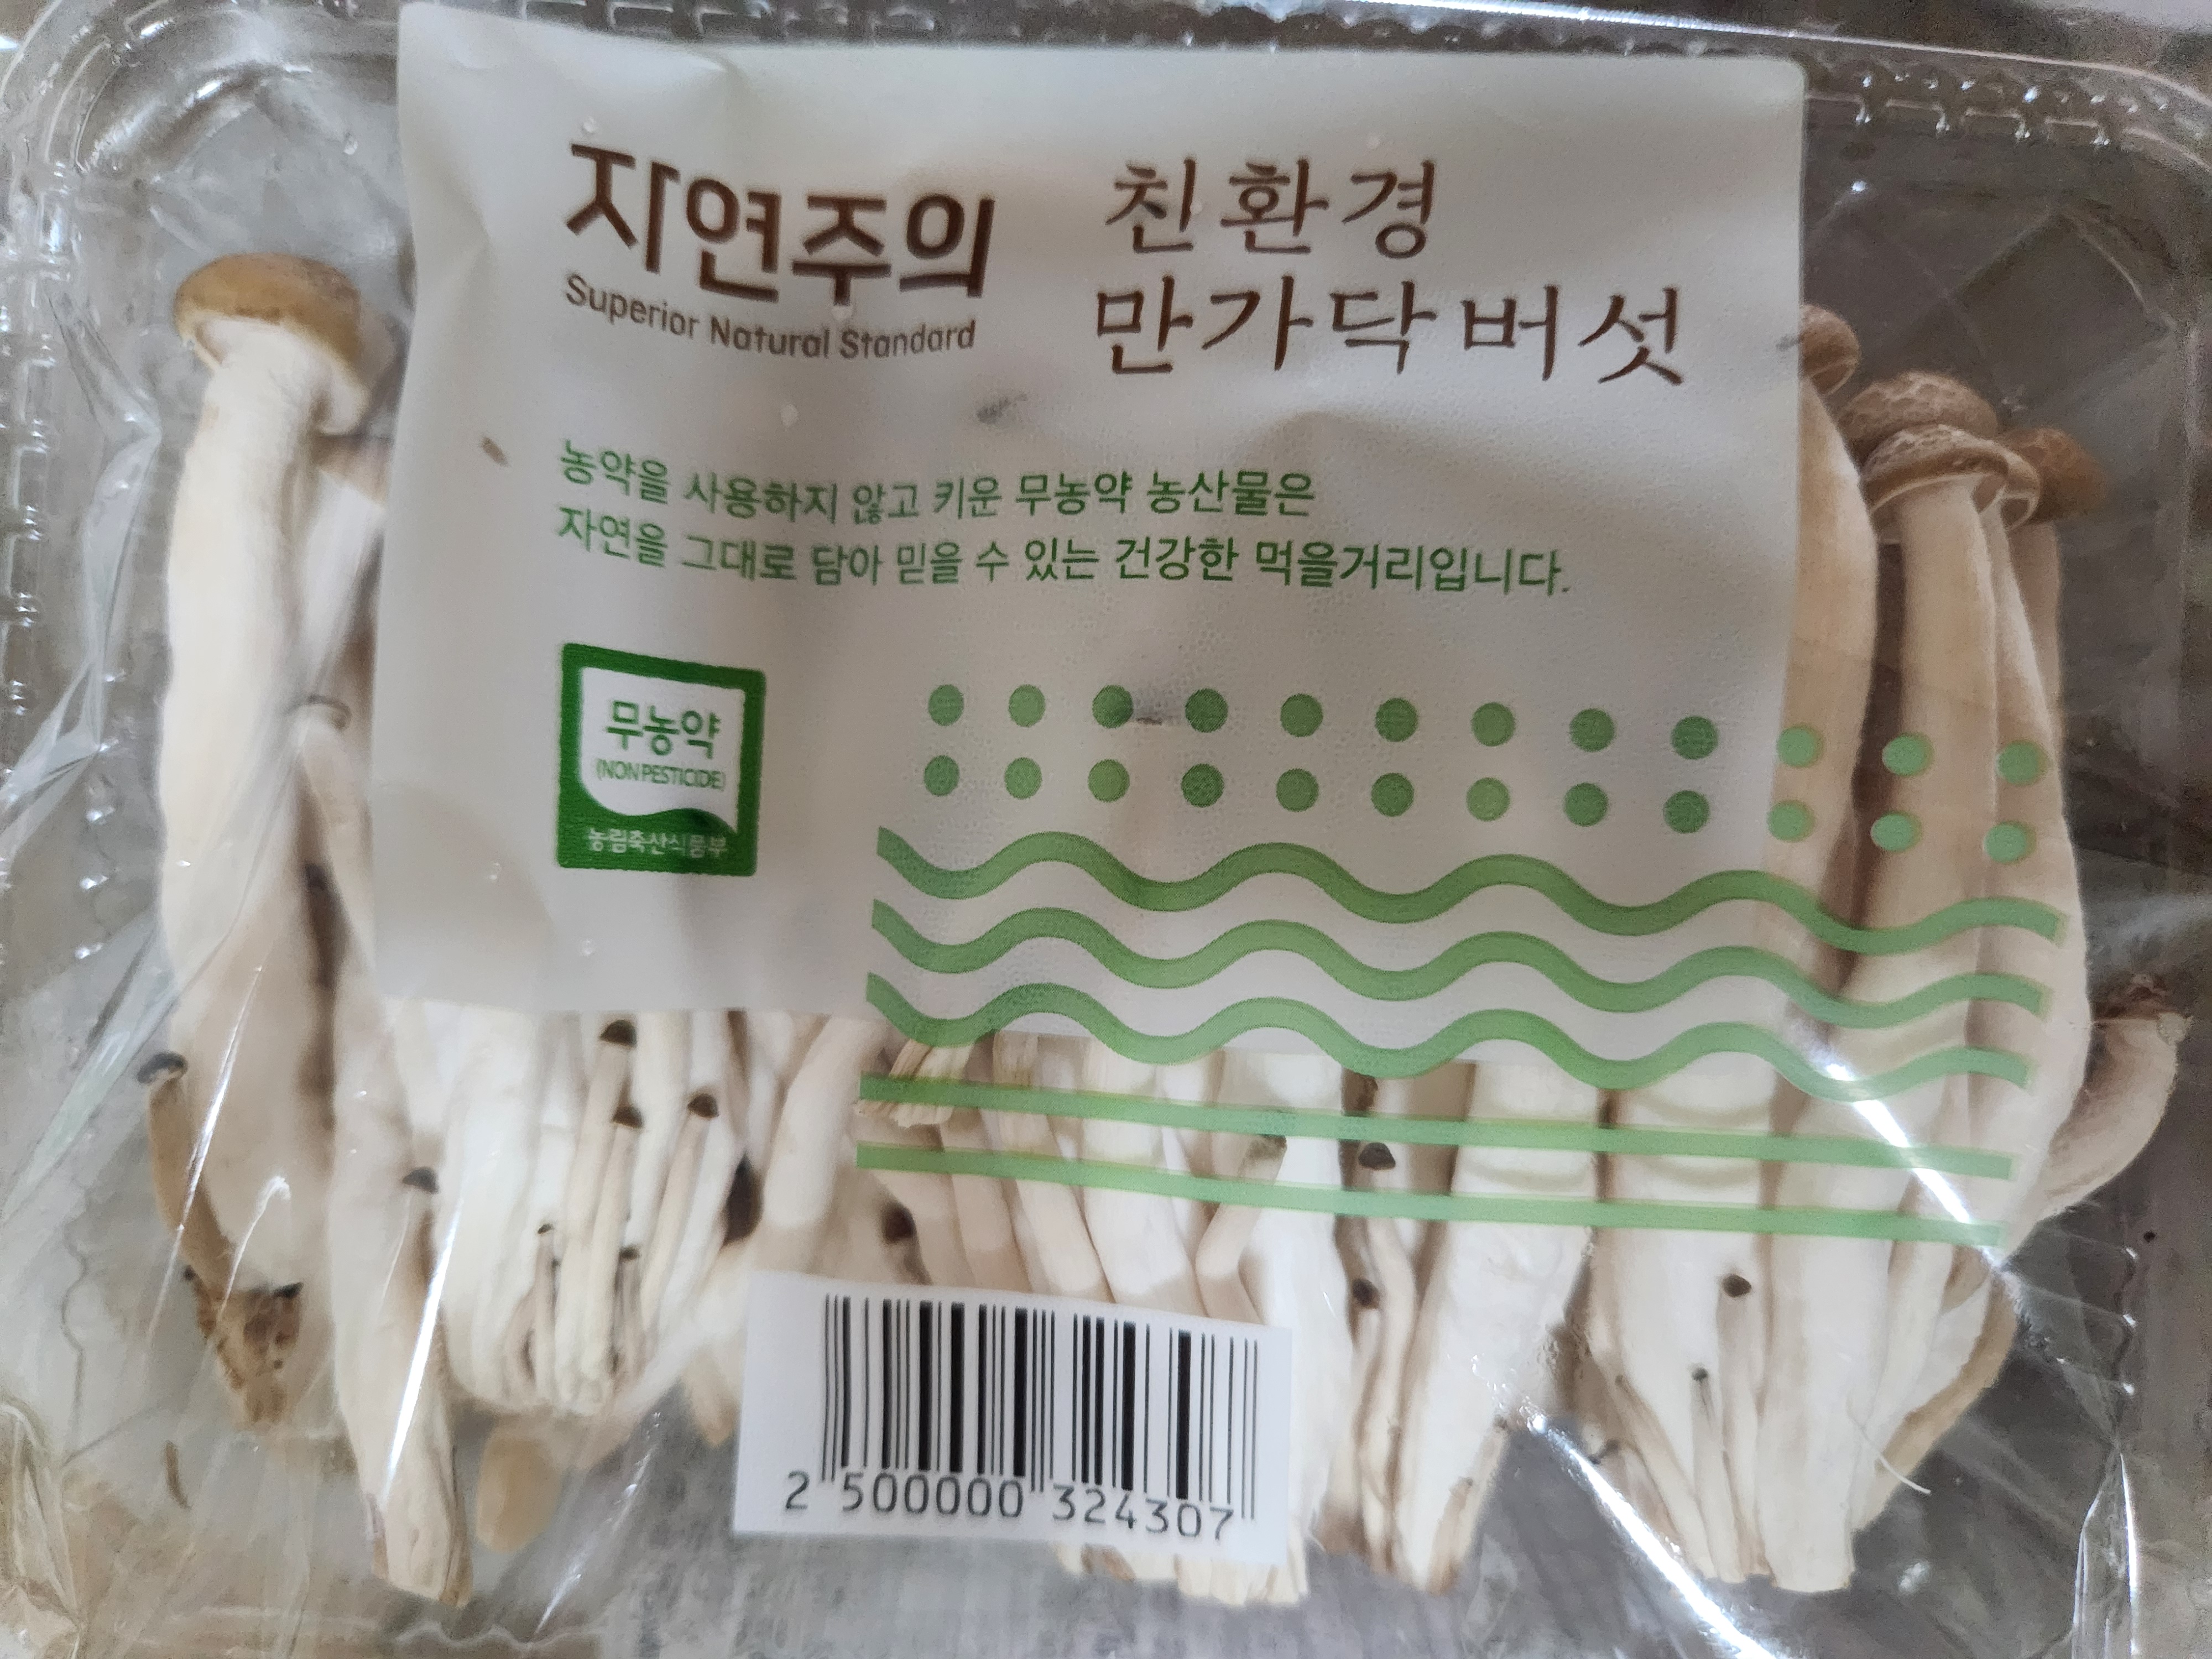 자연주의
Superior Natural Standard
친환경
만가닥버섯
농약을 사용하지 않고 키운 무농약 농산물은
자연을 그대로 담아 믿을 수 있는 건강한 먹을거리입니다.
무농약
(NON PESTICIDE)
농림축산식품부
2 500000 324307